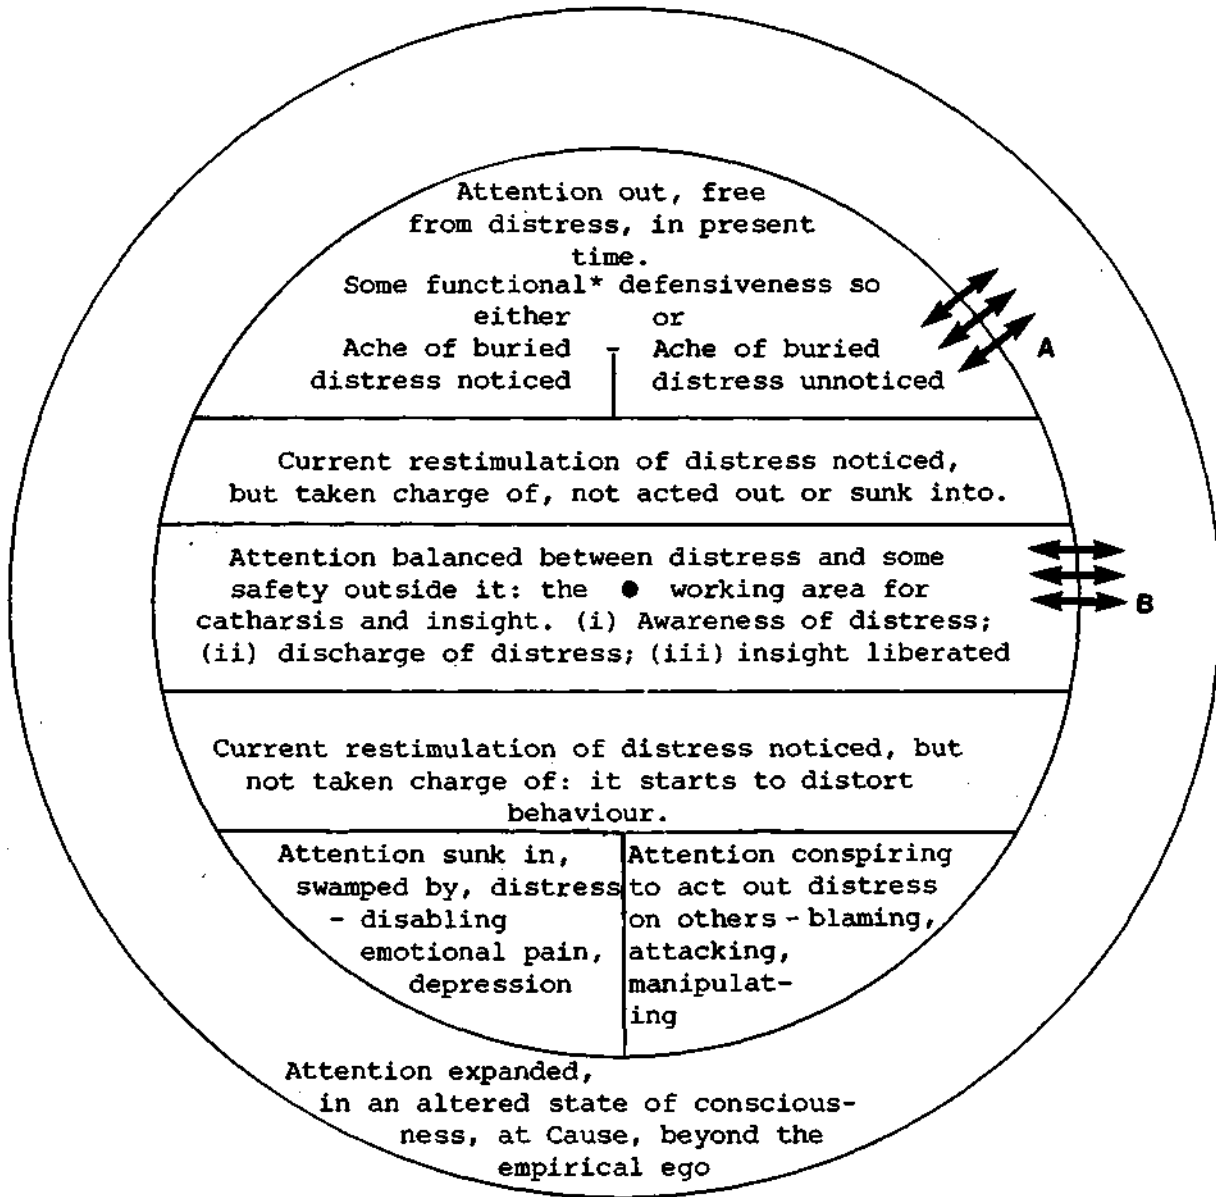 Attention out, free
from distress, in present
time.
Some functional* defensiveness so
either or
Ache of buried - Ache of buried
distress noticed distress unnoticed
A
Current restimulation of distress noticed,
but taken charge of, not acted out or sunk into.
Attention balanced between distress and some
safety outside it: the ● working area for
catharsis and insight. (i) Awareness of distress;
(ii) discharge of distress; (iii) insight liberated
B
Current restimulation of distress noticed, but
not taken charge of: it starts to distort
behaviour.
Attention sunk in,
swamped by, distress
- disabling
emotional pain,
depression
Attention conspiring
to act out distress
on others - blaming,
attacking,
manipulat-
ing
Attention expanded,
in an altered state of conscious-
ness, at Cause, beyond the
empirical ego